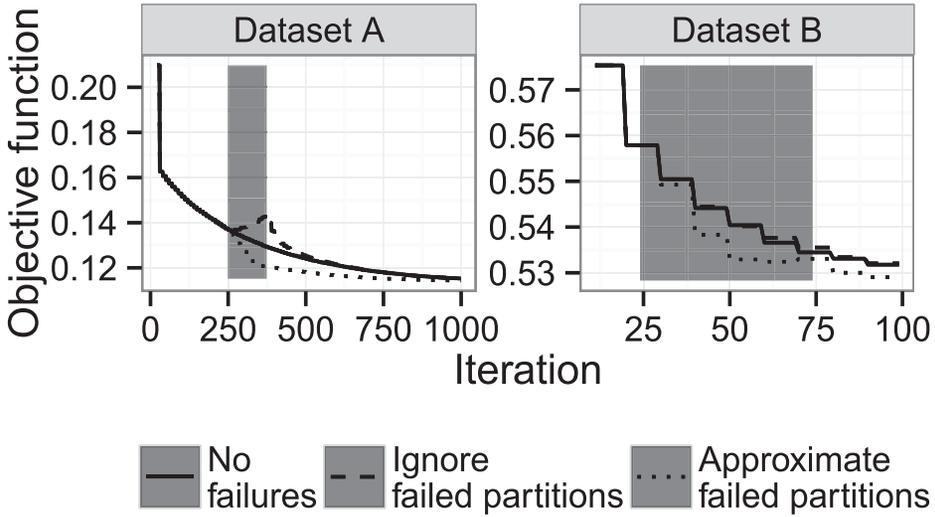 Dataset A
Dataset B
Objective function
0.20
0.18
0.16
0.14
0.12
0.57
0.56
0.55
0.54
0.53
0 250 500 750 1000
25 50 75 100
Iteration
No failures
Ignore failed partitions
Approximate failed partitions